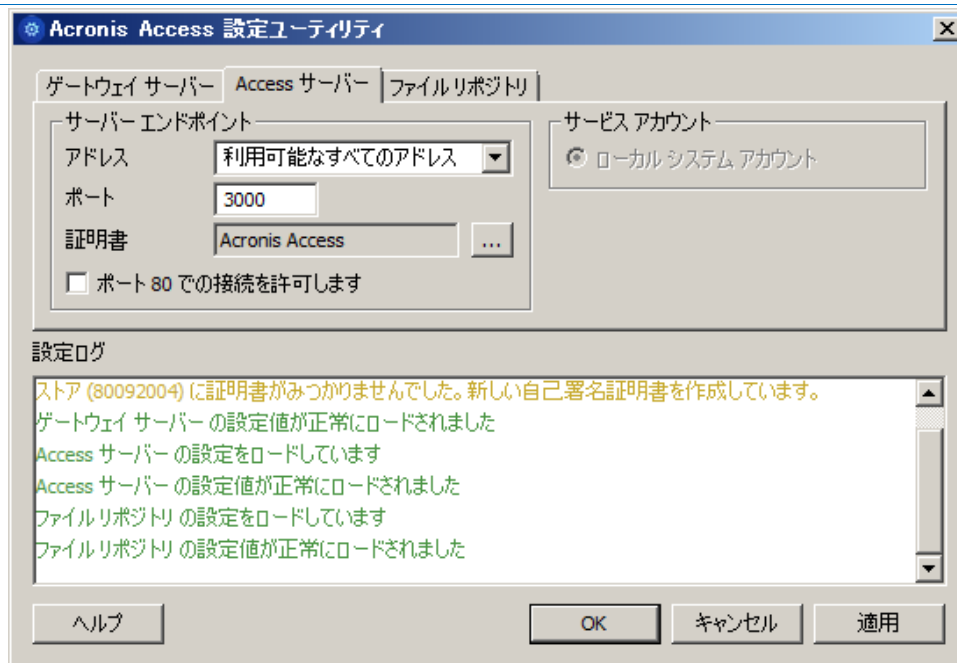 Acronis Access 設定ユーティリティ
ゲートウェイ サーバー Access サーバー ファイル リポジトリ
サーバー エンドポイント サービス アカウント
アドレス 利用可能なすべてのアドレス ローカル システム アカウント
ポート 3000
証明書 Acronis Access ...
ポート 80 での接続を許可します
設定ログ
ストア (80092004) に証明書がみつかりませんでした。新しい自己署名証明書を作成しています。
ゲートウェイ サーバー の設定値が正常にロードされました
Access サーバー の設定をロードしています
Access サーバー の設定値が正常にロードされました
ファイル リポジトリ の設定をロードしています
ファイル リポジトリ の設定値が正常にロードされました
ヘルプ OK キャンセル 適用